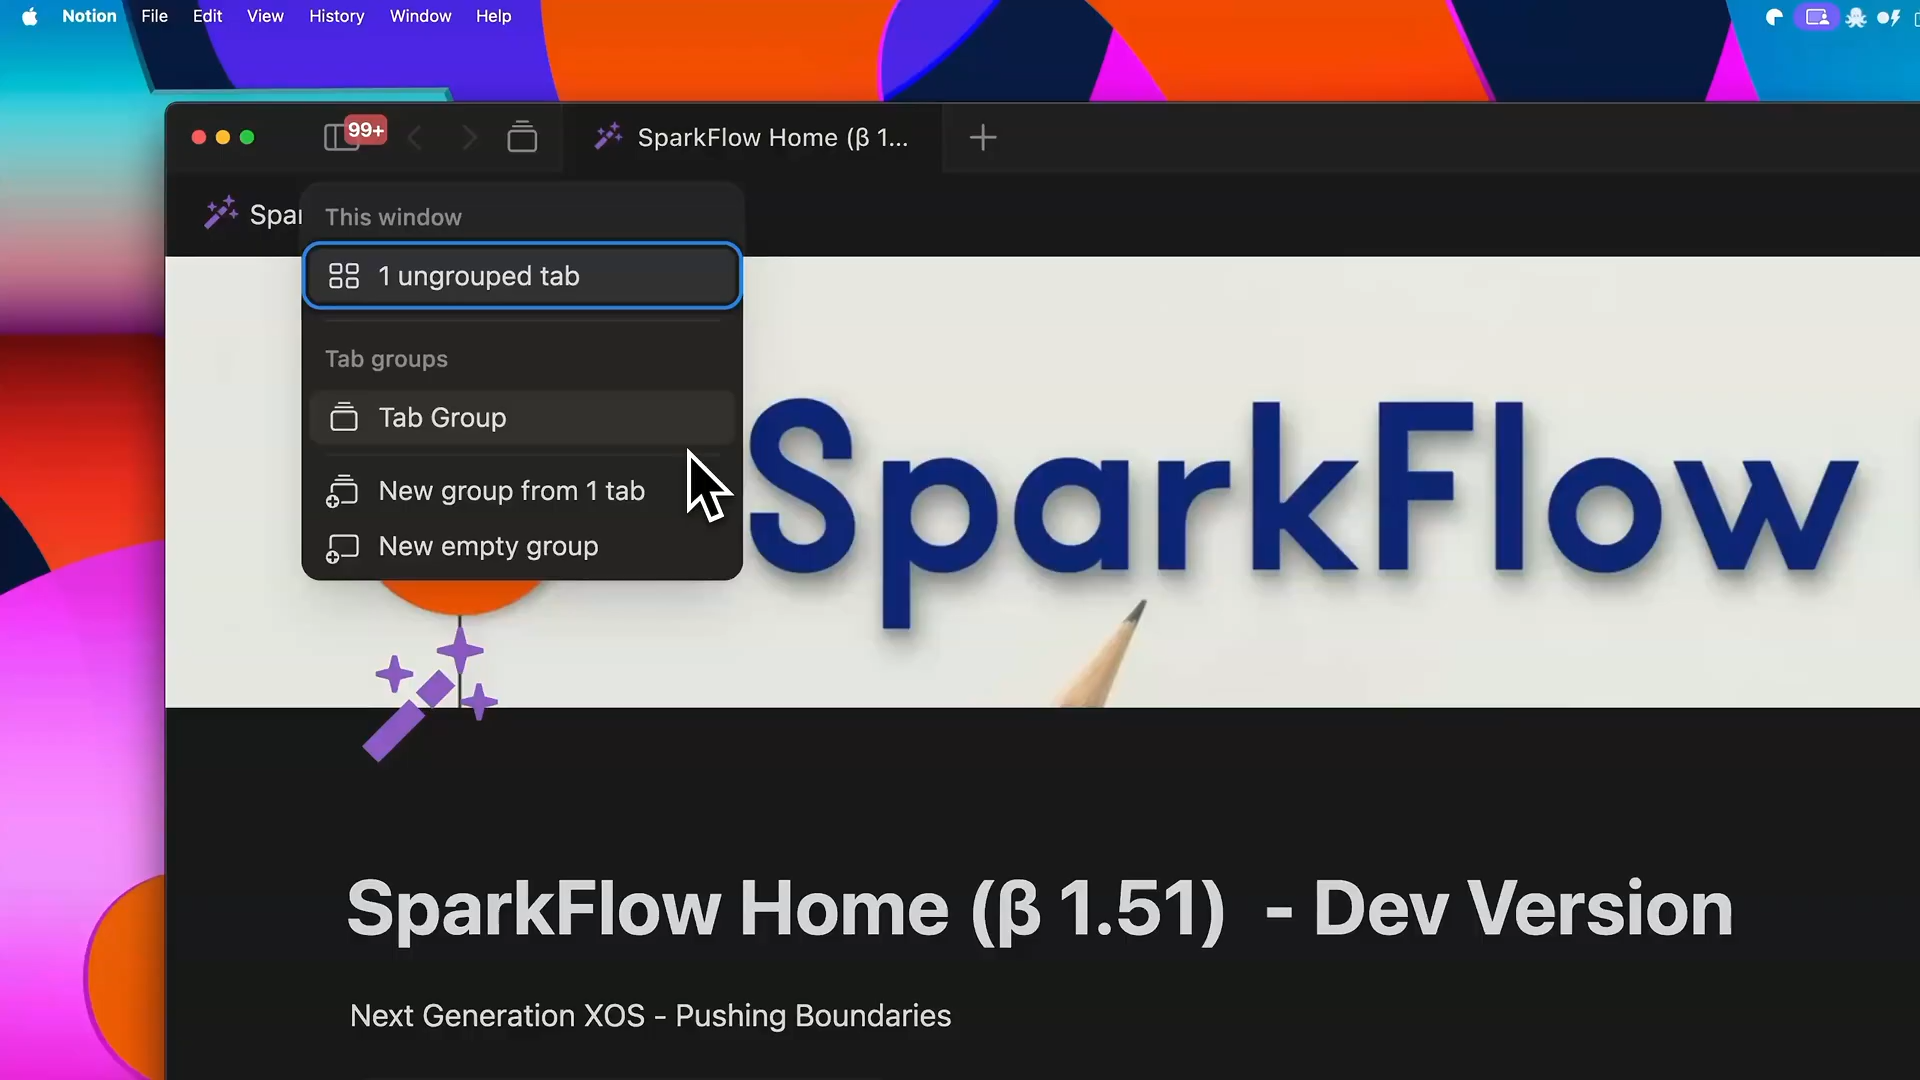 Notion File Edit View History Window Help
99+
SparkFlow Home (β 1...
Spar
This window
1 ungrouped tab
Tab groups
Tab Group
New group from 1 tab
New empty group
SparkFlow
SparkFlow Home (β 1.51) - Dev Version
Next Generation XOS - Pushing Boundaries